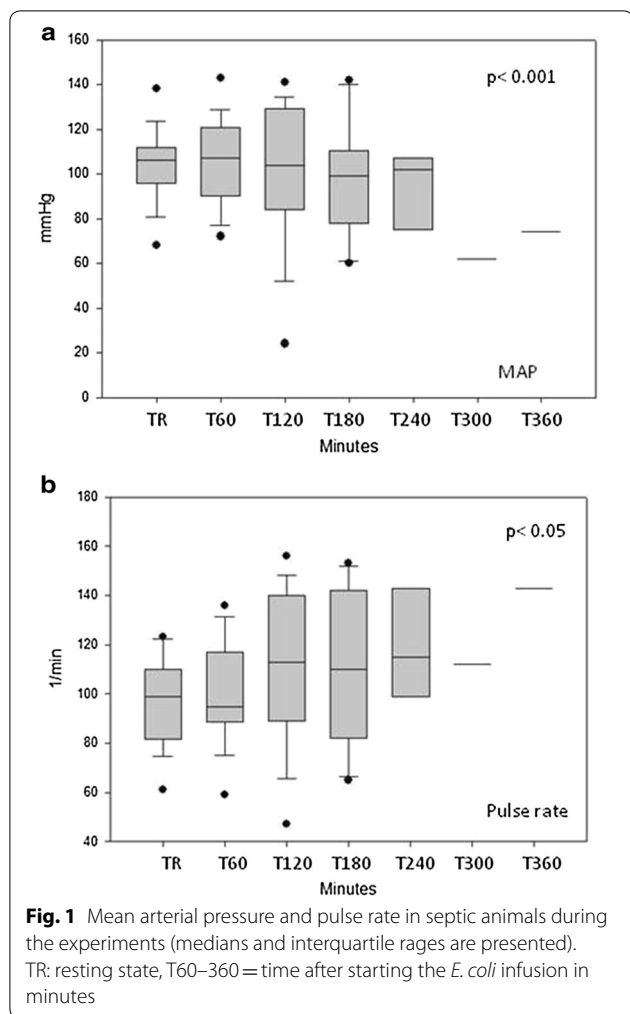 a
160
140
120
100
80
60
40
20
0
mmHg
p< 0.001
MAP
TR T60 T120 T180 T240 T300 T360
Minutes
b
180
160
140
120
100
80
60
40
1/min
p< 0.05
Pulse rate
TR T60 T120 T180 T240 T300 T360
Minutes
Fig. 1 Mean arterial pressure and pulse rate in septic animals during
the experiments (medians and interquartile rages are presented).
TR: resting state, T60–360 = time after starting the E. coli infusion in
minutes